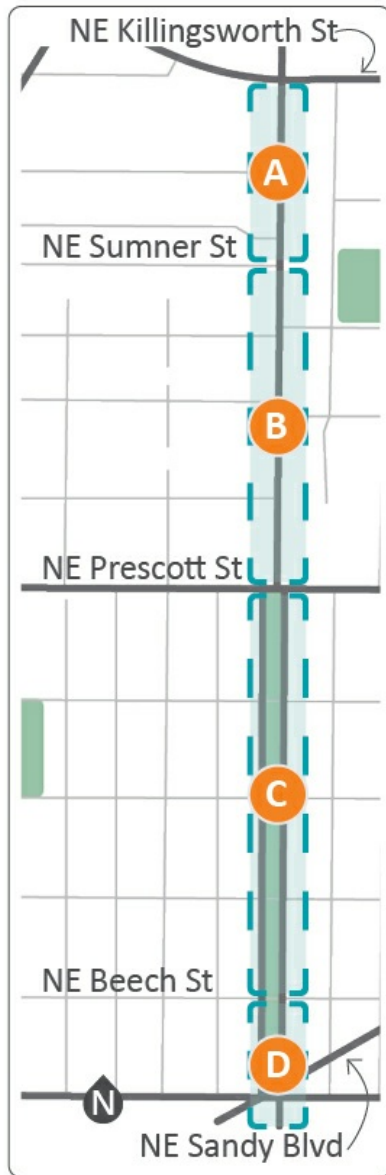 NE Killingsworth St
A
NE Sumner St
B
NE Prescott St
C
NE Beech St
D
N
NE Sandy Blvd